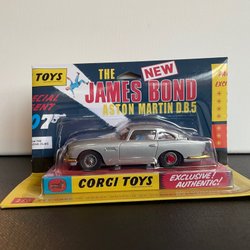 TOYS
THE
NEW
JAMES BOND
ASTON MARTIN D.B.5
007
CORGI TOYS
EXCLUSIVE!
AUTHENTIC!